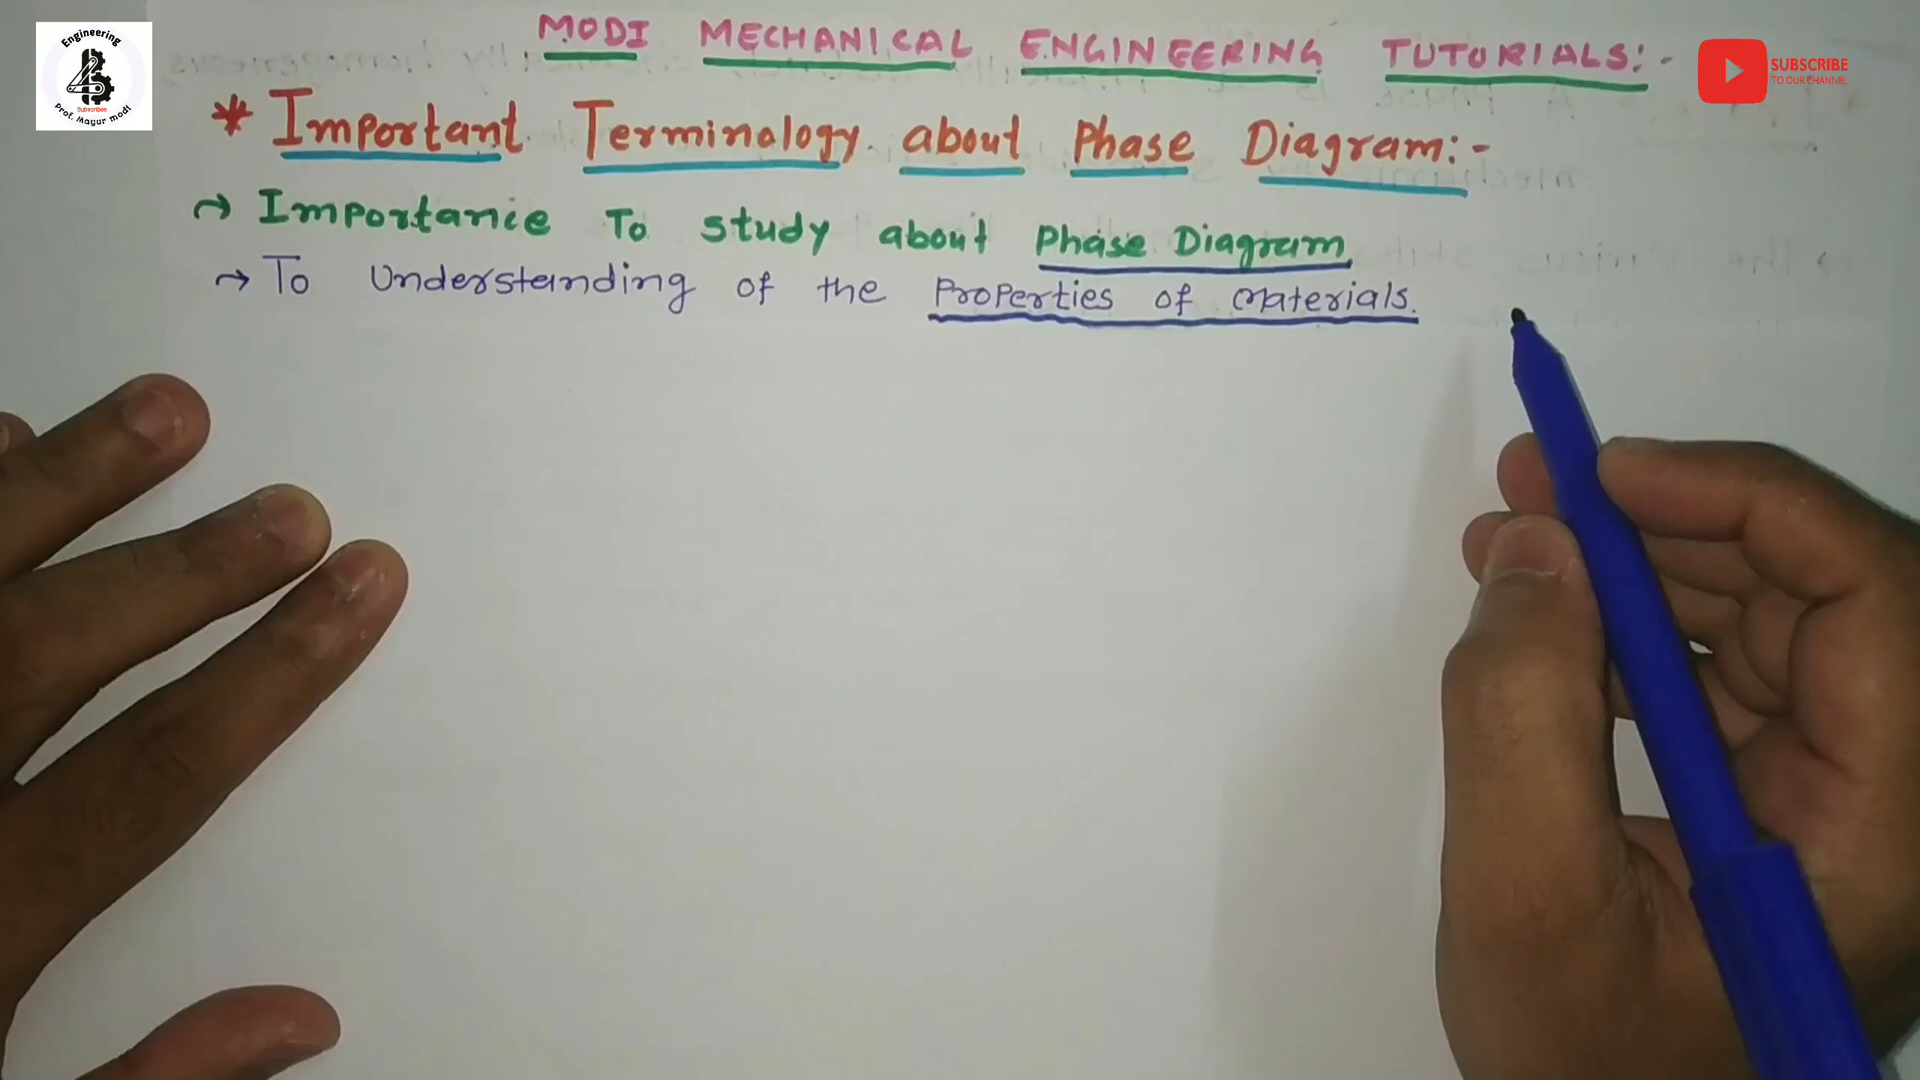 MODI MECHANICAL ENGINEERING TUTORIALS:-
* Important Terminology about Phase Diagram:-
→ Importance To Study about Phase Diagram
→ To Understanding of the Properties of Materials.
Engineering
Subscribes
Prof. Mayur modi
SUBSCRIBE
TO OUR CHANNEL